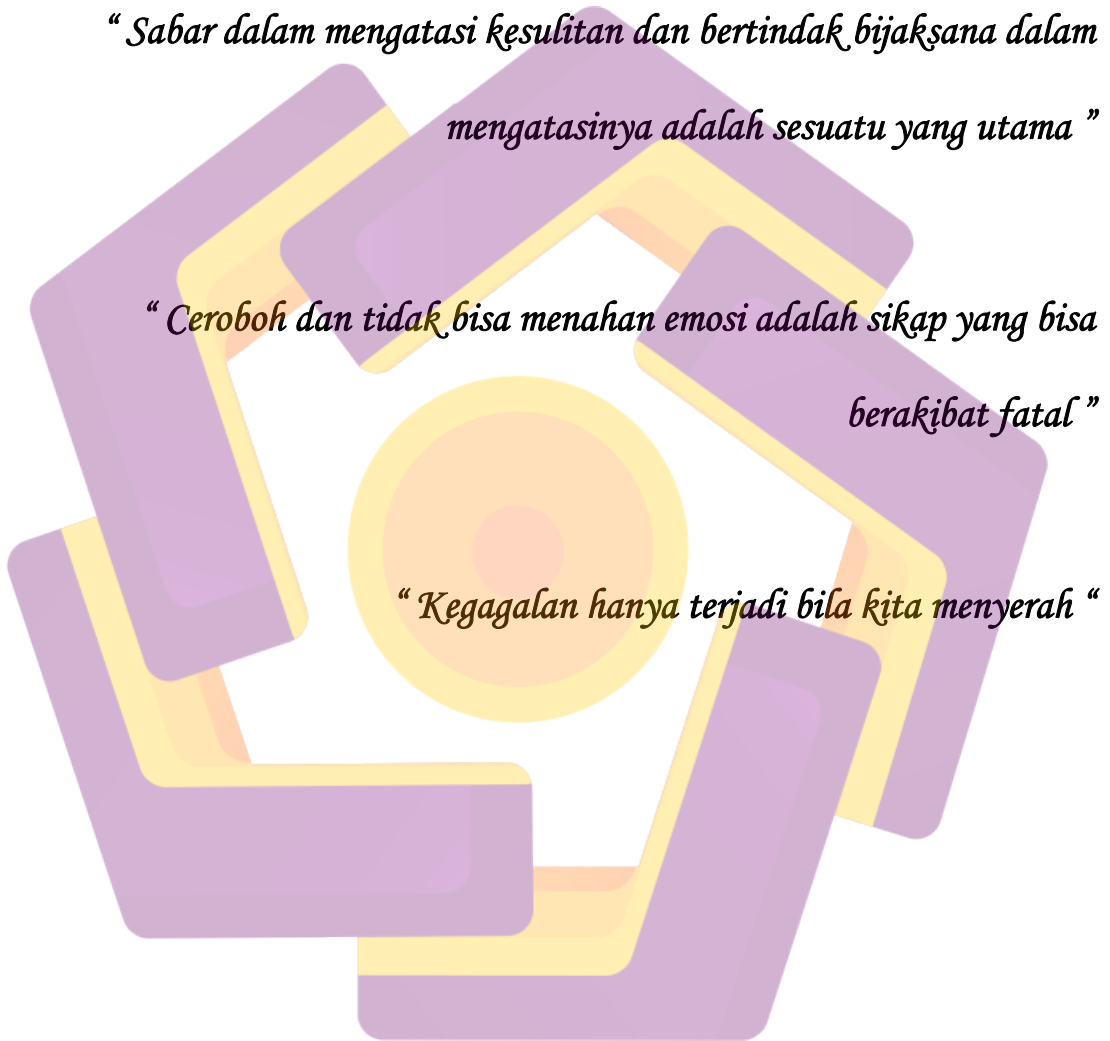 “ Sabar dalam mengatasi kesulitan dan bertindak bijaksana dalam
mengatasinya adalah sesuatu yang utama ”
“ Ceroboh dan tidak bisa menahan emosi adalah sikap yang bisa
berakibat fatal ”
“ Kegagalan hanya terjadi bila kita menyerah “